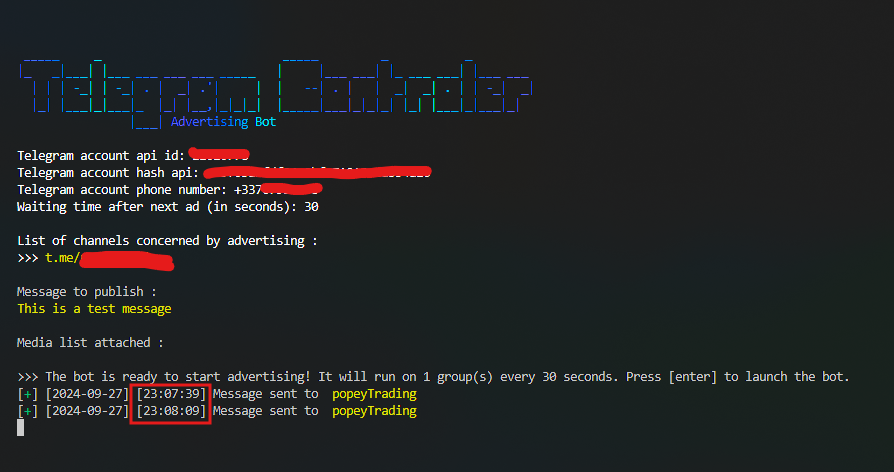 Telegram Controler
Advertising Bot
Telegram account api id:
Telegram account hash api:
Telegram account phone number: +337
Waiting time after next ad (in seconds): 30
List of channels concerned by advertising :
>>> t.me/
Message to publish :
This is a test message
Media list attached :
>>> The bot is ready to start advertising! It will run on 1 group(s) every 30 seconds. Press [enter] to launch the bot.
[+] [2024-09-27] [23:07:39] Message sent to popeyTrading
[+] [2024-09-27] [23:08:09] Message sent to popeyTrading